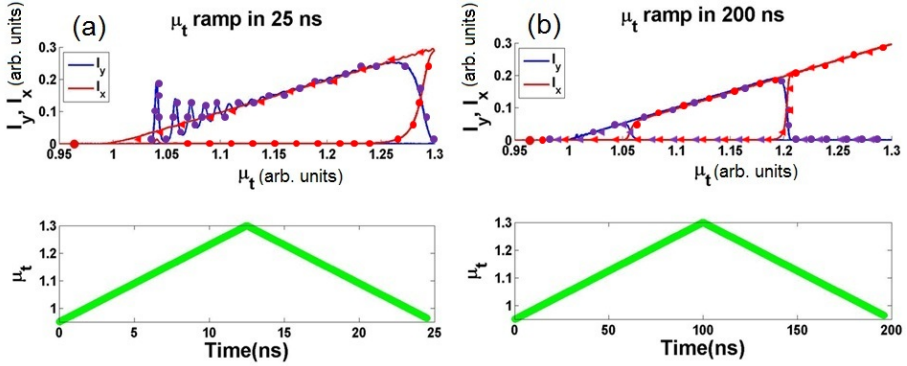 (a)
μt ramp in 25 ns
Iy, Ix (arb. units)
0.3
0.2
0.1
0
Iy
Ix
0.95 1 1.05 1.1 1.15 1.2 1.25 1.3
μt (arb. units)
(b)
μt ramp in 200 ns
Iy, Ix (arb. units)
0.3
0.2
0.1
0
Iy
Ix
0.95 1 1.05 1.1 1.15 1.2 1.25 1.3
μt (arb. units)
μt
1.3
1.2
1.1
1
0 5 10 15 20 25
Time(ns)
μt
1.3
1.2
1.1
1
0 50 100 150 200
Time(ns)